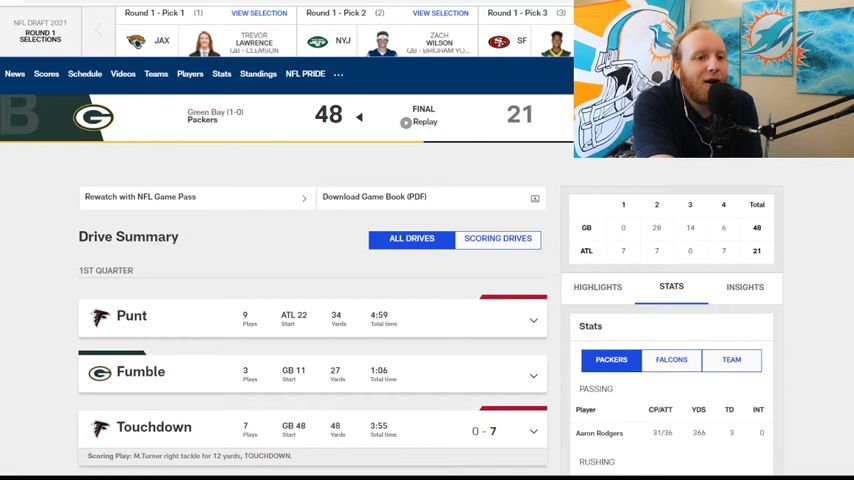 NFL DRAFT 2021
ROUND 1
SELECTIONS
Round 1 - Pick 1 (1) VIEW SELECTION
JAX
TREVOR
LAWRENCE
QB - CLEMSON
Round 1 - Pick 2 (2) VIEW SELECTION
NYJ
ZACH
WILSON
QB - BRIGHAM YO...
Round 1 - Pick 3 (3)
SF
News Scores Schedule Videos Teams Players Stats Standings NFL PRIDE ...
B
G
Green Bay (1-0)
Packers
48
FINAL
Replay
21
Rewatch with NFL Game Pass
Download Game Book (PDF)
Drive Summary
ALL DRIVES SCORING DRIVES
1ST QUARTER
Punt
9 ATL 22 34 4:59
Plays Start Yards Total time
G
Fumble
3 GB 11 27 1:06
Plays Start Yards Total time
Touchdown
7 GB 48 48 3:55
Plays Start Yards Total time
0 - 7
Scoring Play: M.Turner right tackle for 12 yards, TOUCHDOWN.
1 2 3 4 Total
GB 0 28 14 6 48
ATL 7 7 0 7 21
HIGHLIGHTS STATS INSIGHTS
Stats
PACKERS FALCONS TEAM
PASSING
Player CP/ATT YDS TD INT
Aaron Rodgers 31/36 366 3 0
RUSHING